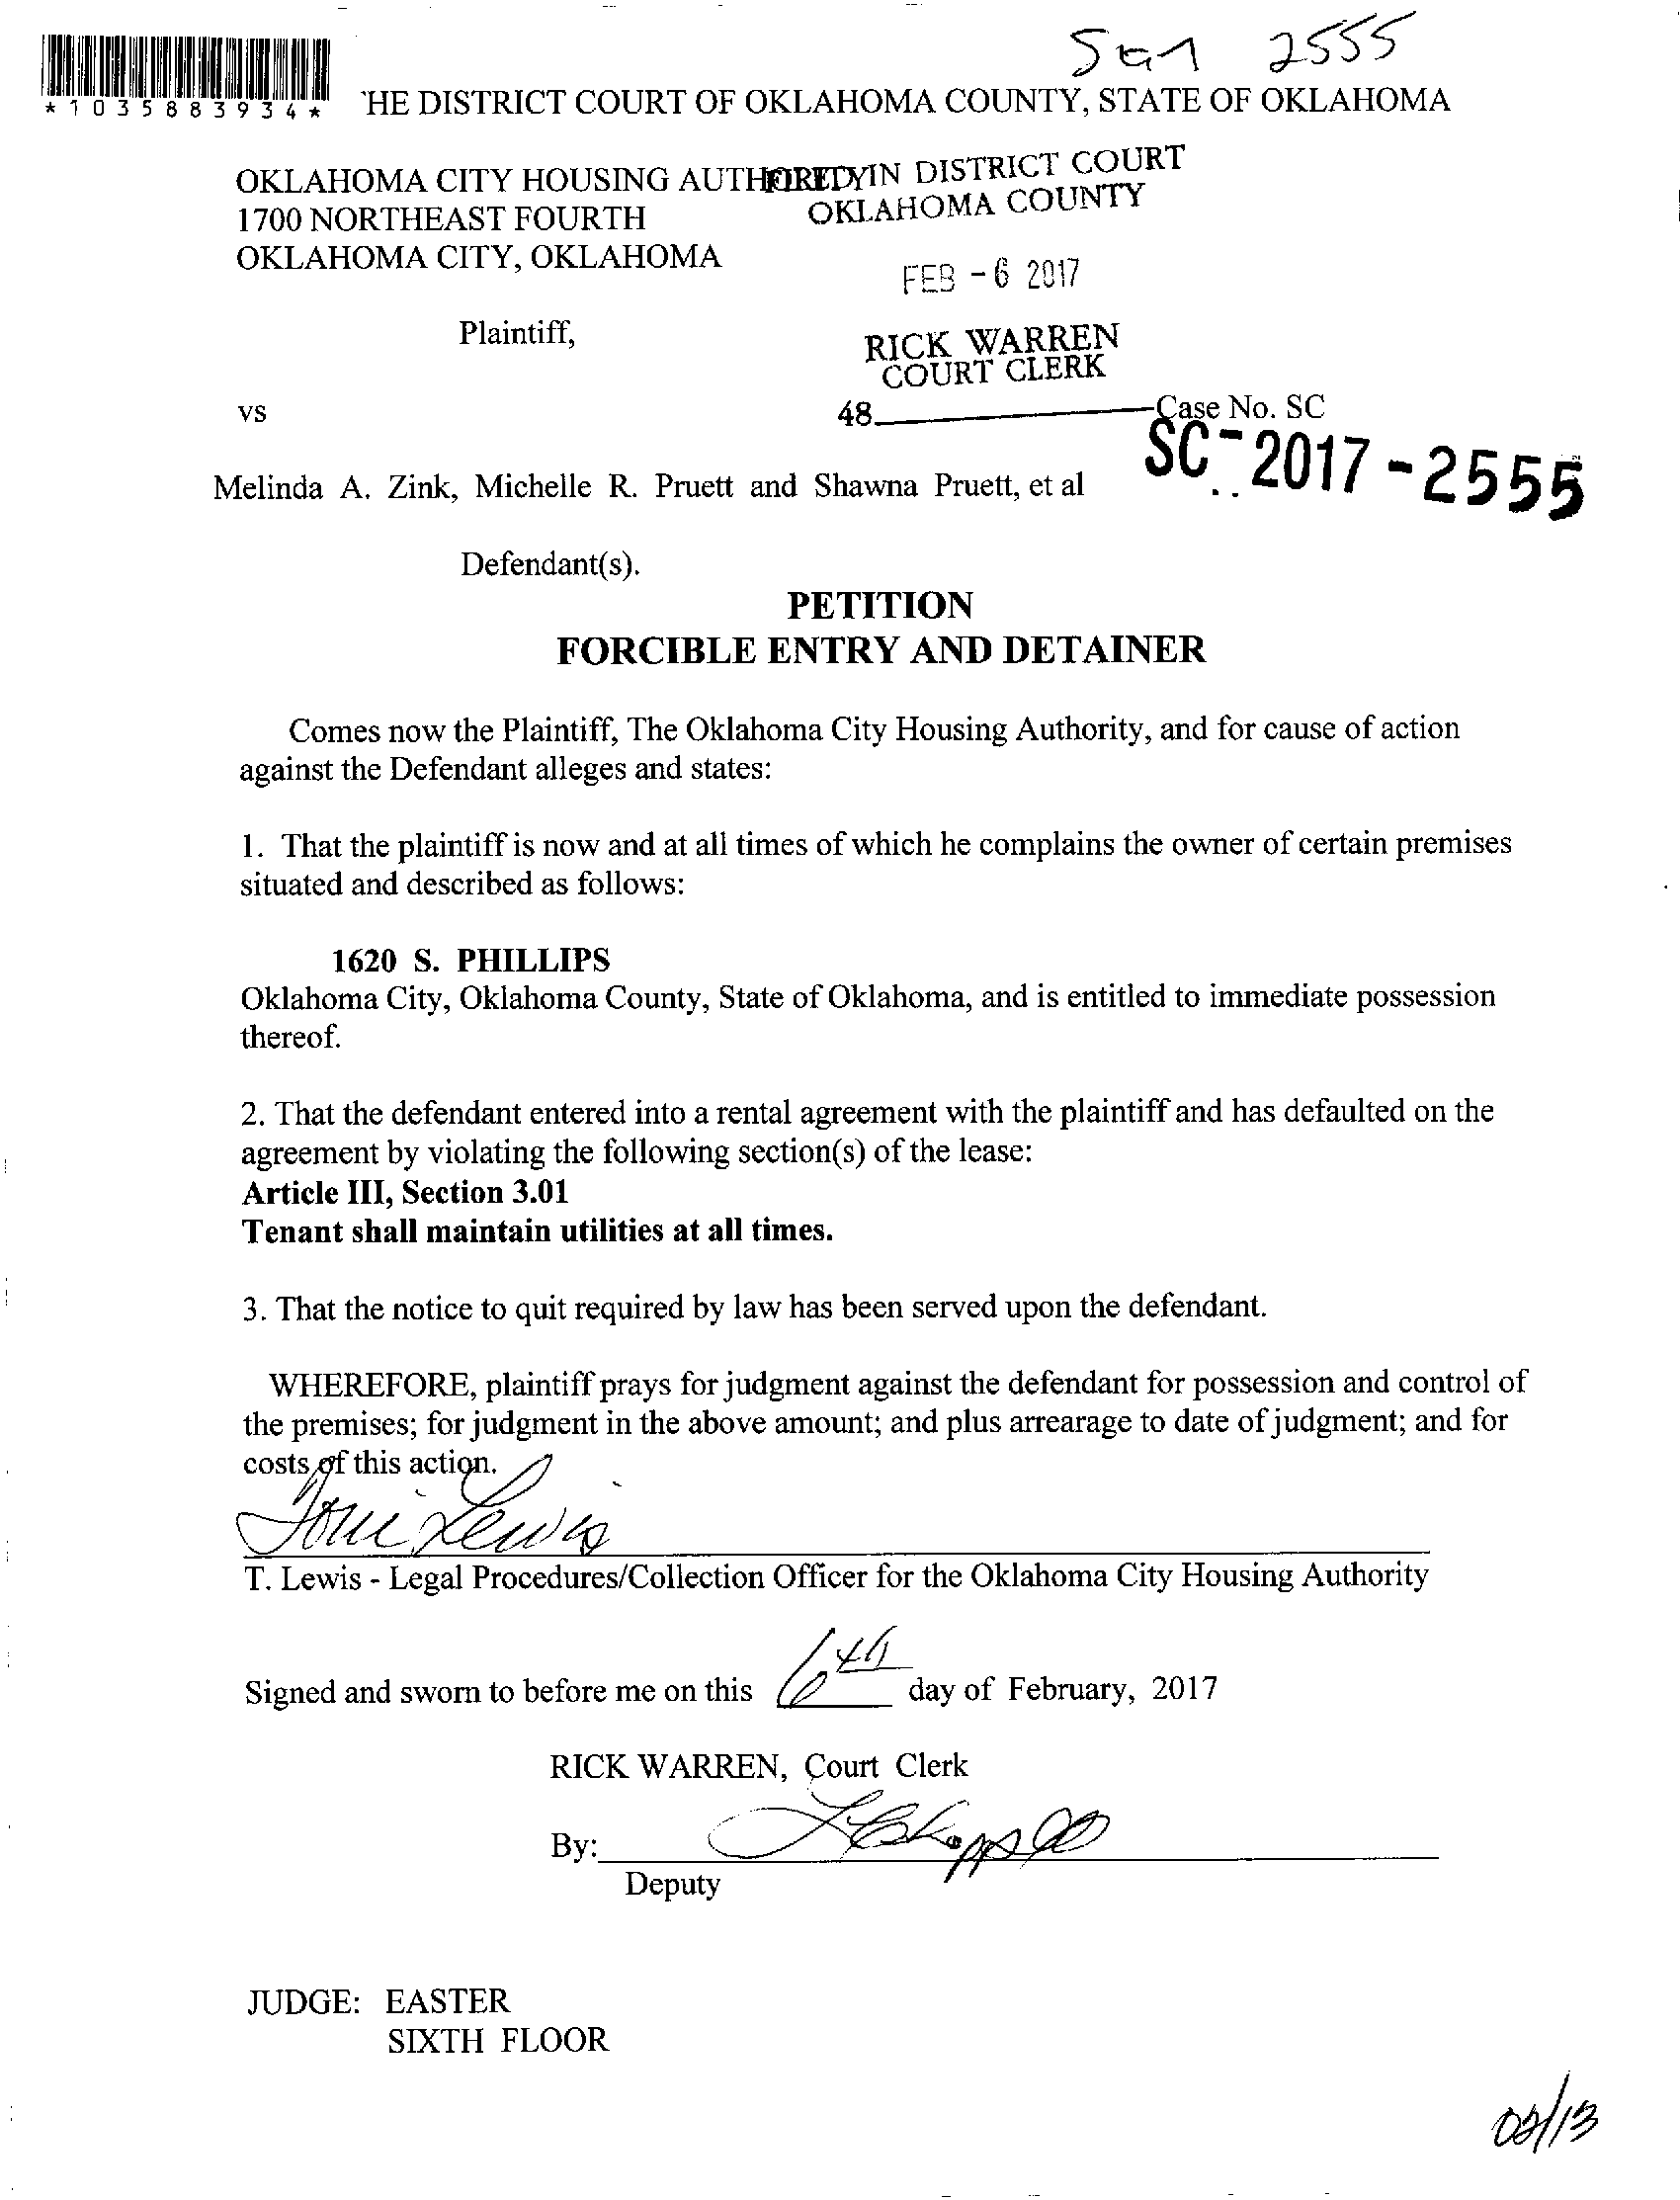 2555
*1035883934*
'HE DISTRICT COURT OF OKLAHOMA COUNTY, STATE OF OKLAHOMA
OKLAHOMA CITY HOUSING AUTHORITY
FILED IN DISTRICT COURT
OKLAHOMA COUNTY
1700 NORTHEAST FOURTH
OKLAHOMA CITY, OKLAHOMA
FEB - 6 2017
Plaintiff,
RICK WARREN
COURT CLERK
vs
48 Case No. SC
SC-2017-2555
Melinda A. Zink, Michelle R. Pruett and Shawna Pruett, et al
Defendant(s).
PETITION
FORCIBLE ENTRY AND DETAINER
Comes now the Plaintiff, The Oklahoma City Housing Authority, and for cause of action
against the Defendant alleges and states:
1. That the plaintiff is now and at all times of which he complains the owner of certain premises
situated and described as follows:
1620 S. PHILLIPS
Oklahoma City, Oklahoma County, State of Oklahoma, and is entitled to immediate possession
thereof.
2. That the defendant entered into a rental agreement with the plaintiff and has defaulted on the
agreement by violating the following section(s) of the lease:
Article III, Section 3.01
Tenant shall maintain utilities at all times.
3. That the notice to quit required by law has been served upon the defendant.
WHEREFORE, plaintiff prays for judgment against the defendant for possession and control of
the premises; for judgment in the above amount; and plus arrearage to date of judgment; and for
costs of this action.
Toni Lewis
T. Lewis - Legal Procedures/Collection Officer for the Oklahoma City Housing Authority
Signed and sworn to before me on this 6th day of February, 2017
RICK WARREN, Court Clerk
By:
Deputy
JUDGE: EASTER
SIXTH FLOOR
02/13